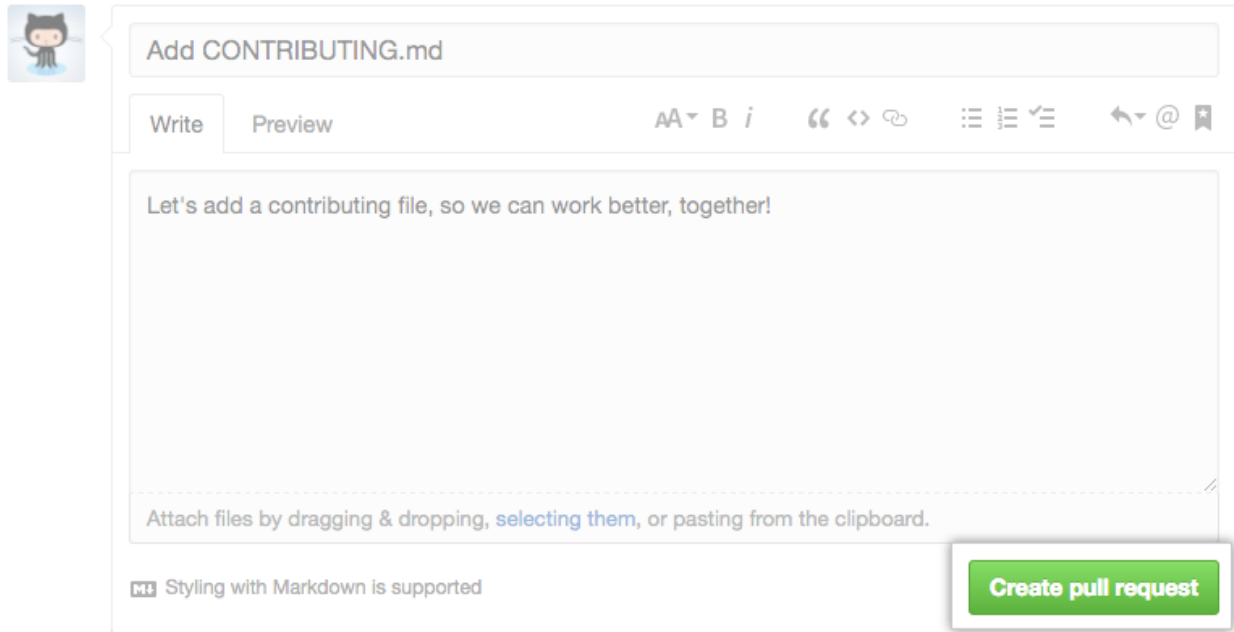 Add CONTRIBUTING.md
Write Preview AA B i @
Let's add a contributing file, so we can work better, together!
Attach files by dragging & dropping, selecting them, or pasting from the clipboard.
Styling with Markdown is supported
Create pull request